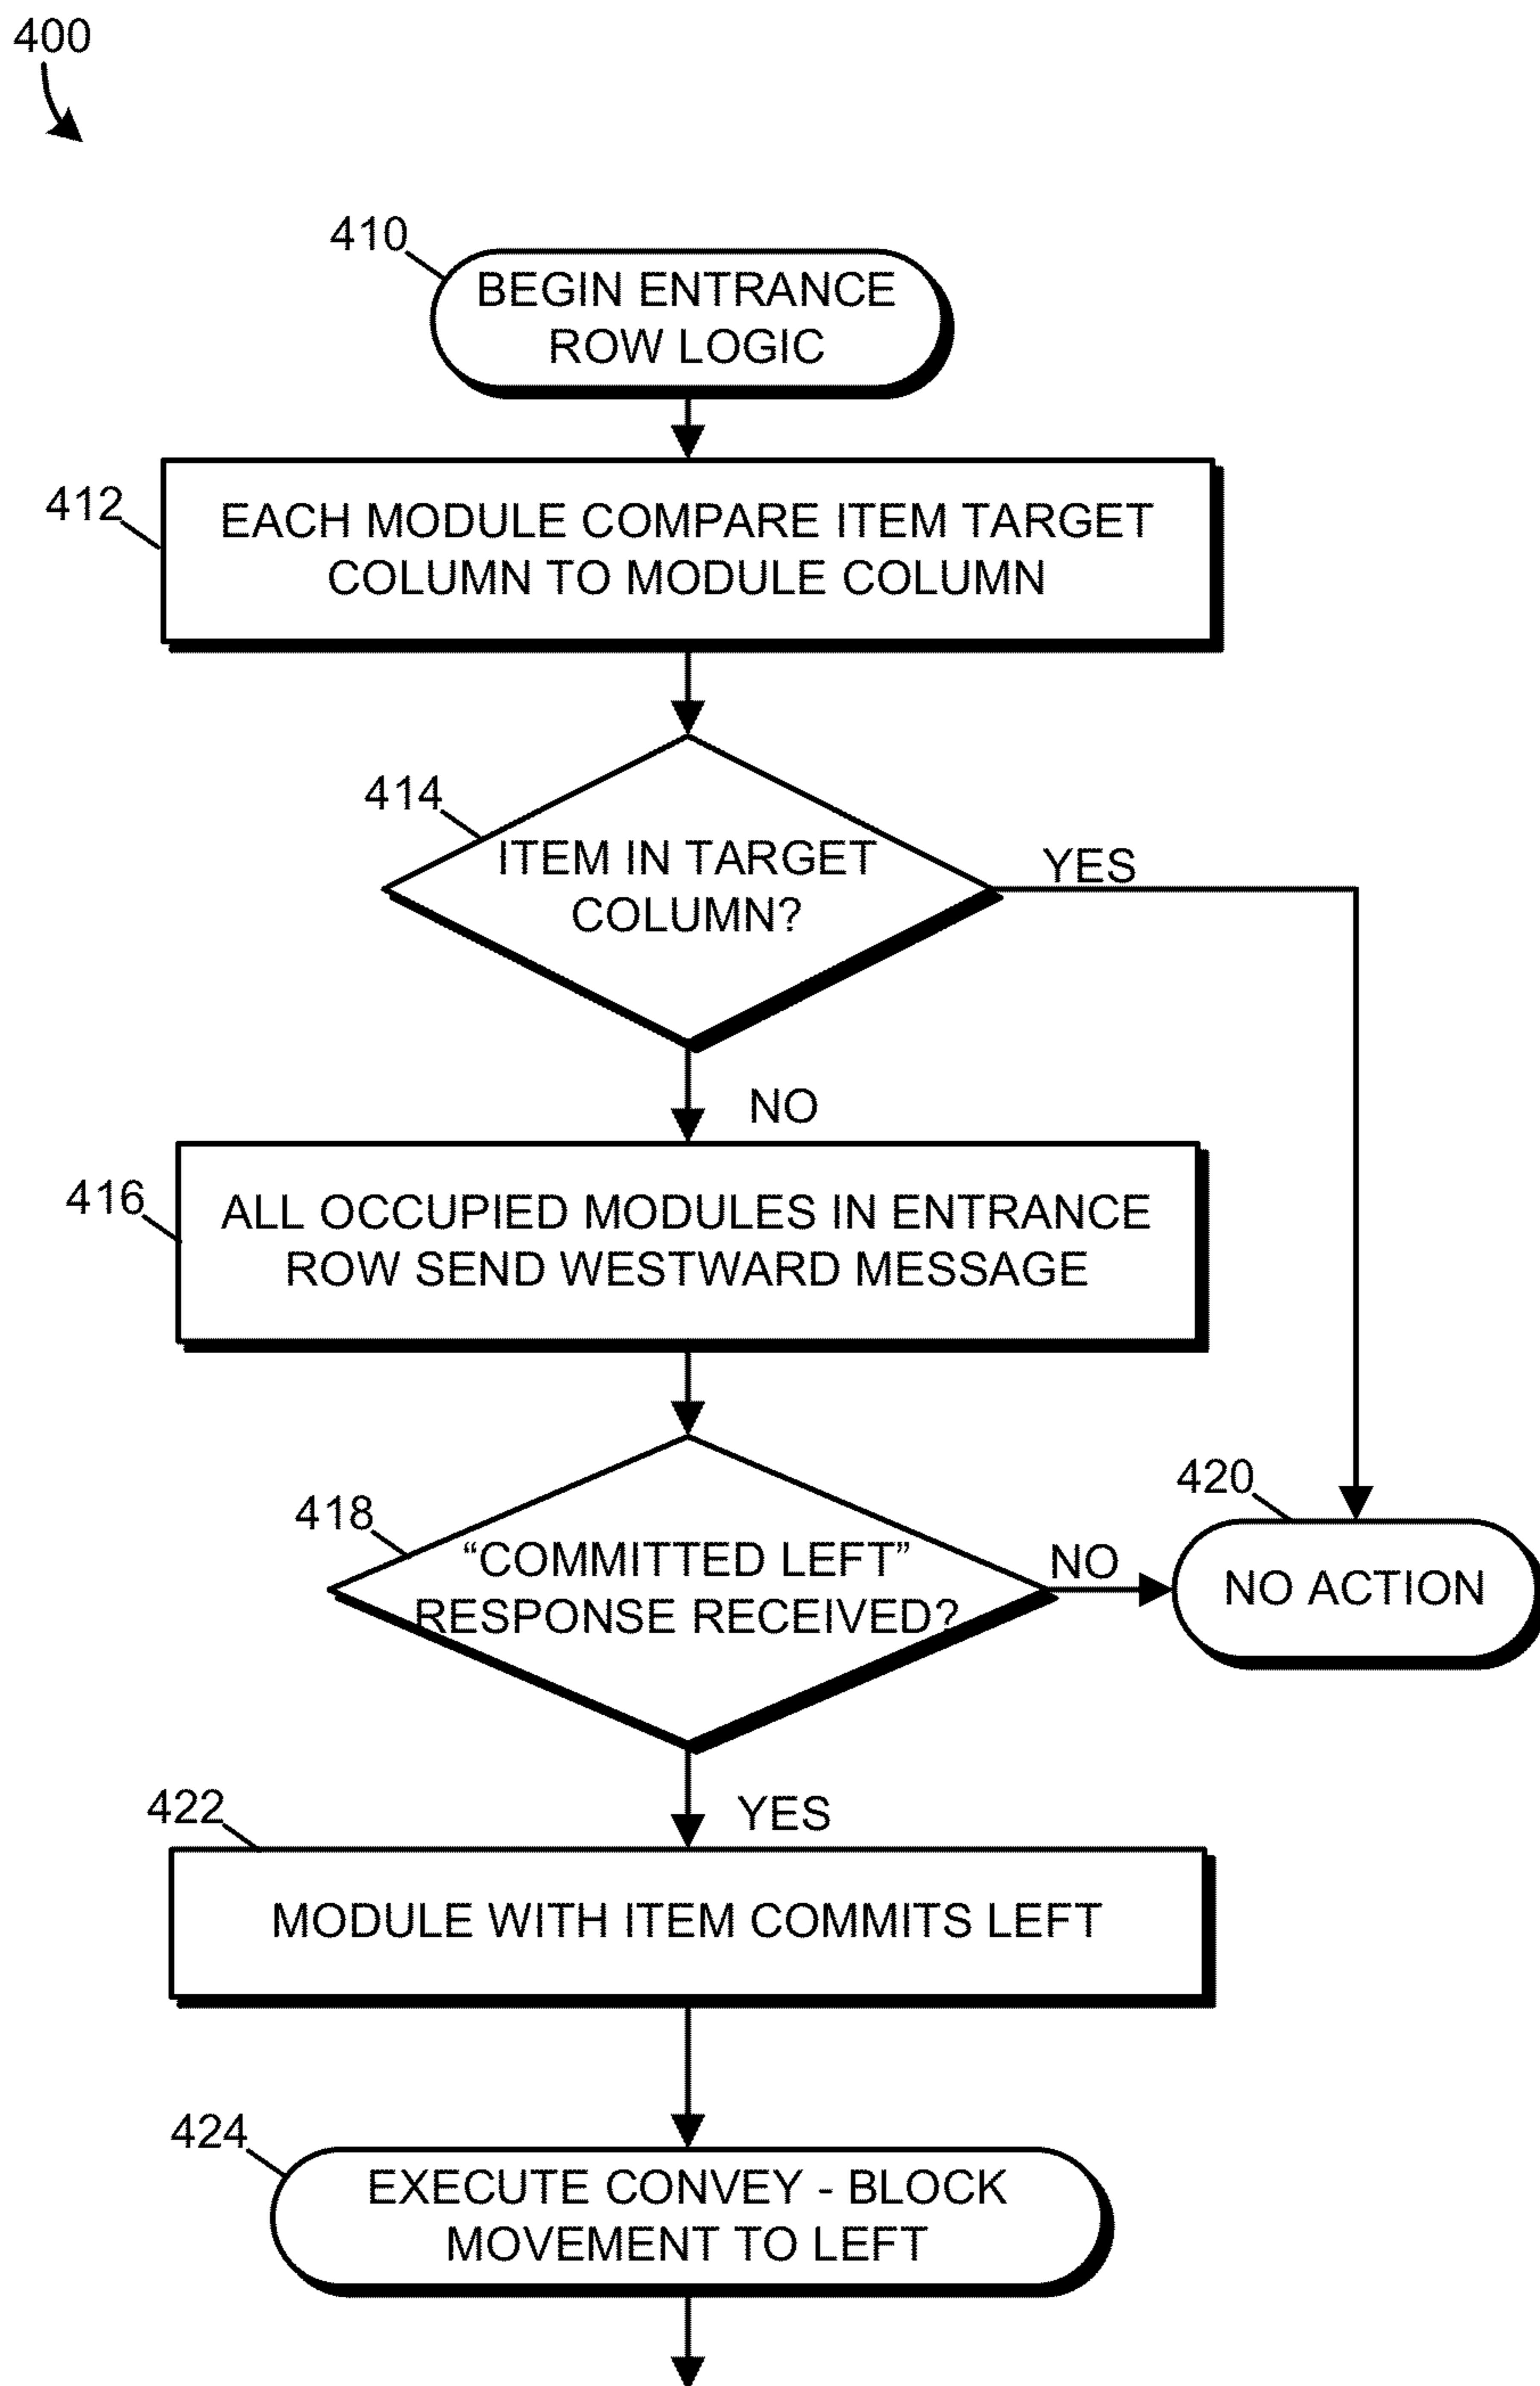 400
410
BEGIN ENTRANCE
ROW LOGIC
412
EACH MODULE COMPARE ITEM TARGET
COLUMN TO MODULE COLUMN
414
ITEM IN TARGET
COLUMN?
YES
NO
416
ALL OCCUPIED MODULES IN ENTRANCE
ROW SEND WESTWARD MESSAGE
418
“COMMITTED LEFT”
RESPONSE RECEIVED?
NO
420
NO ACTION
YES
422
MODULE WITH ITEM COMMITS LEFT
424
EXECUTE CONVEY - BLOCK
MOVEMENT TO LEFT